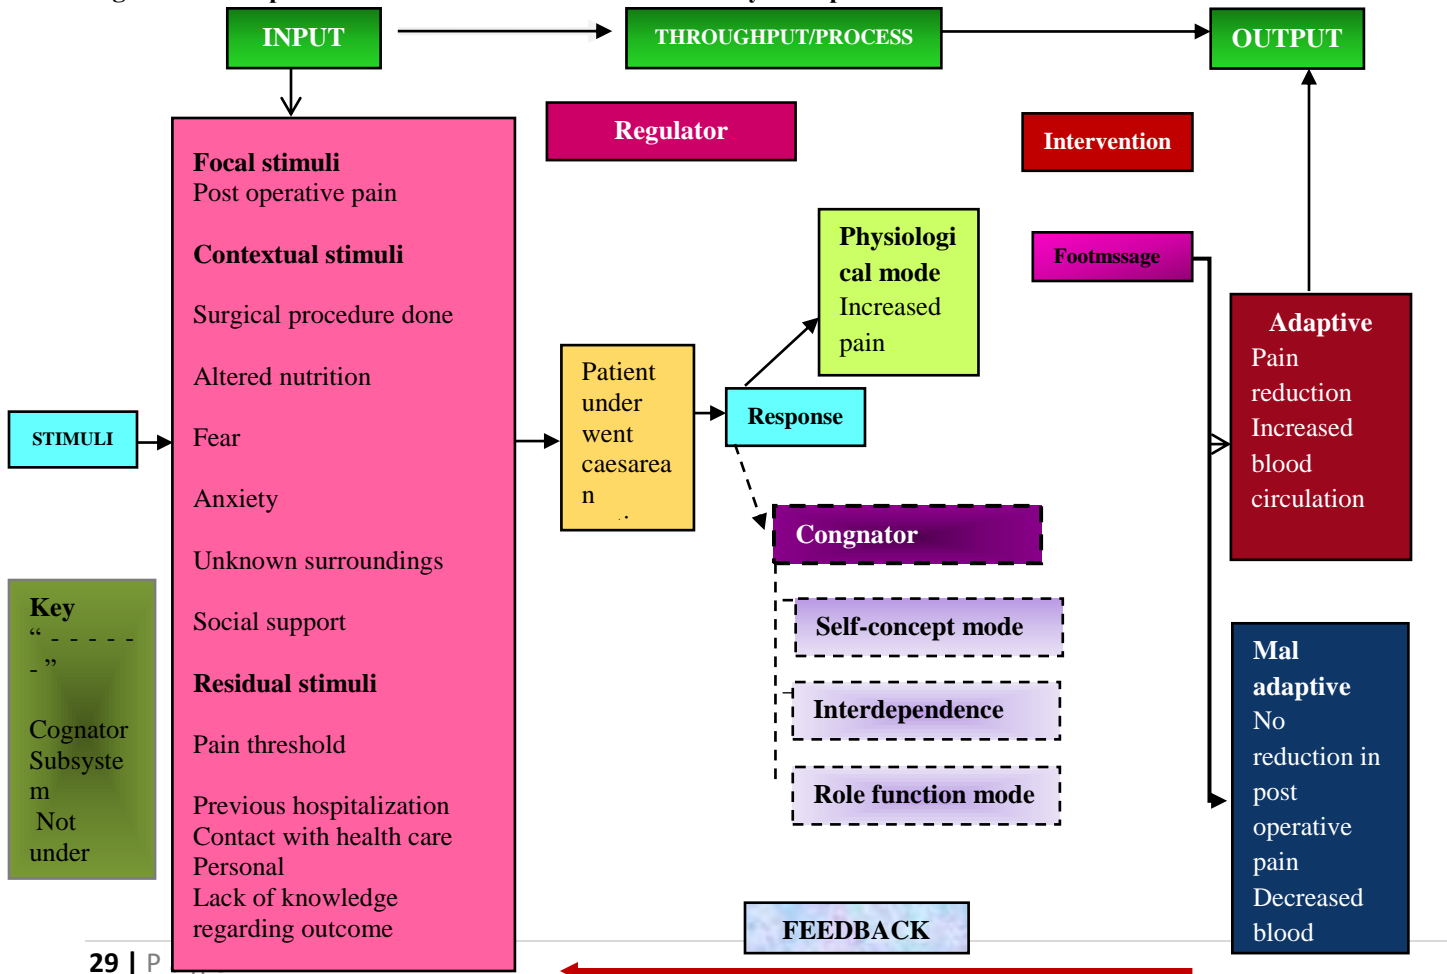 INPUT
THROUGHPUT/PROCESS
OUTPUT
Regulator
Intervention
Focal stimuli
Post operative pain
Contextual stimuli
Surgical procedure done
Altered nutrition
Fear
Anxiety
Unknown surroundings
Social support
Residual stimuli
Pain threshold
Previous hospitalization
Contact with health care
Personal
Lack of knowledge
regarding outcome
STIMULI
Key
“ - - - - -
- ”
Cognator
Subsyste
m
Not
under
Patient
under
went
caesarea
n
Response
Physiologi
cal mode
Increased
pain
Congnator
Self-concept mode
Interdependence
Role function mode
Footmssage
Adaptive
Pain
reduction
Increased
blood
circulation
Mal
adaptive
No
reduction in
post
operative
pain
Decreased
blood
FEEDBACK
29 | P